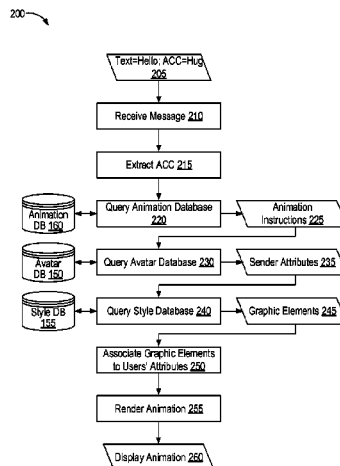 200
Text=Hello; ACC=Hug
205
Receive Message 210
Extract ACC 215
Animation
DB 160
Query Animation Database
220
Animation
Instructions 225
Avatar
DB 150
Query Avatar Database 230
Sender Attributes 235
Style DB
155
Query Style Database 240
Graphic Elements 245
Associate Graphic Elements
to Users' Attributes 250
Render Animation 255
Display Animation 260